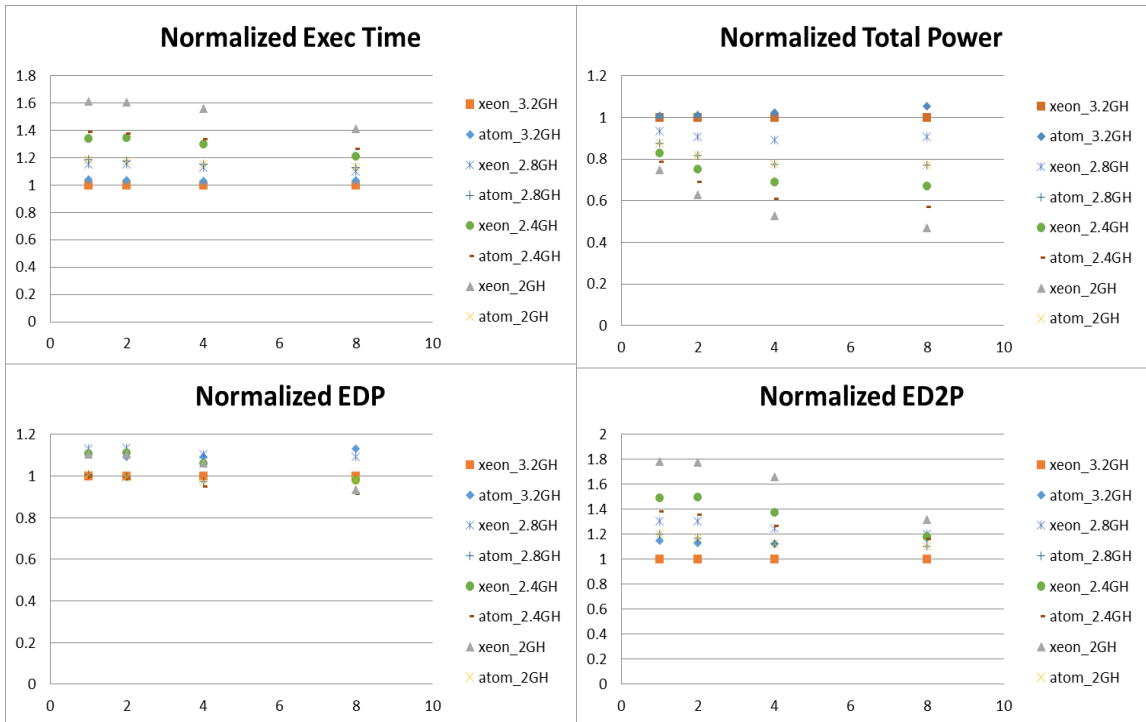 Normalized Exec Time
1.8
1.6
1.4
1.2
1
0.8
0.6
0.4
0.2
0
0 2 4 6 8 10
xeon_3.2GH
atom_3.2GH
xeon_2.8GH
atom_2.8GH
xeon_2.4GH
atom_2.4GH
xeon_2GH
atom_2GH
Normalized Total Power
1.2
1
0.8
0.6
0.4
0.2
0
0 2 4 6 8 10
xeon_3.2GH
atom_3.2GH
xeon_2.8GH
atom_2.8GH
xeon_2.4GH
atom_2.4GH
xeon_2GH
atom_2GH
Normalized EDP
1.2
1
0.8
0.6
0.4
0.2
0
0 2 4 6 8 10
xeon_3.2GH
atom_3.2GH
xeon_2.8GH
atom_2.8GH
xeon_2.4GH
atom_2.4GH
xeon_2GH
atom_2GH
Normalized ED2P
2
1.8
1.6
1.4
1.2
1
0.8
0.6
0.4
0.2
0
0 2 4 6 8 10
xeon_3.2GH
atom_3.2GH
xeon_2.8GH
atom_2.8GH
xeon_2.4GH
atom_2.4GH
xeon_2GH
atom_2GH